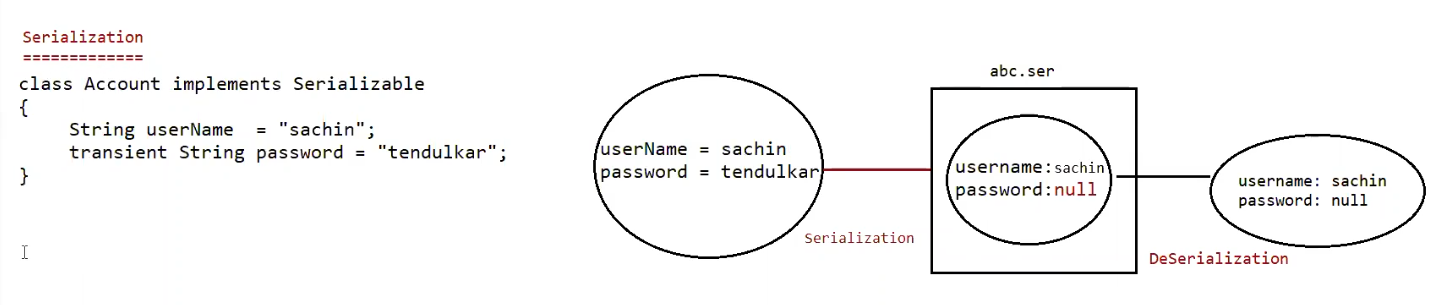 Serialization
=============
class Account implements Serializable
{
String userName = "sachin";
transient String password = "tendulkar";
}
userName = sachin
password = tendulkar
Serialization
abc.ser
username:sachin
password:null
DeSerialization
username: sachin
password: null